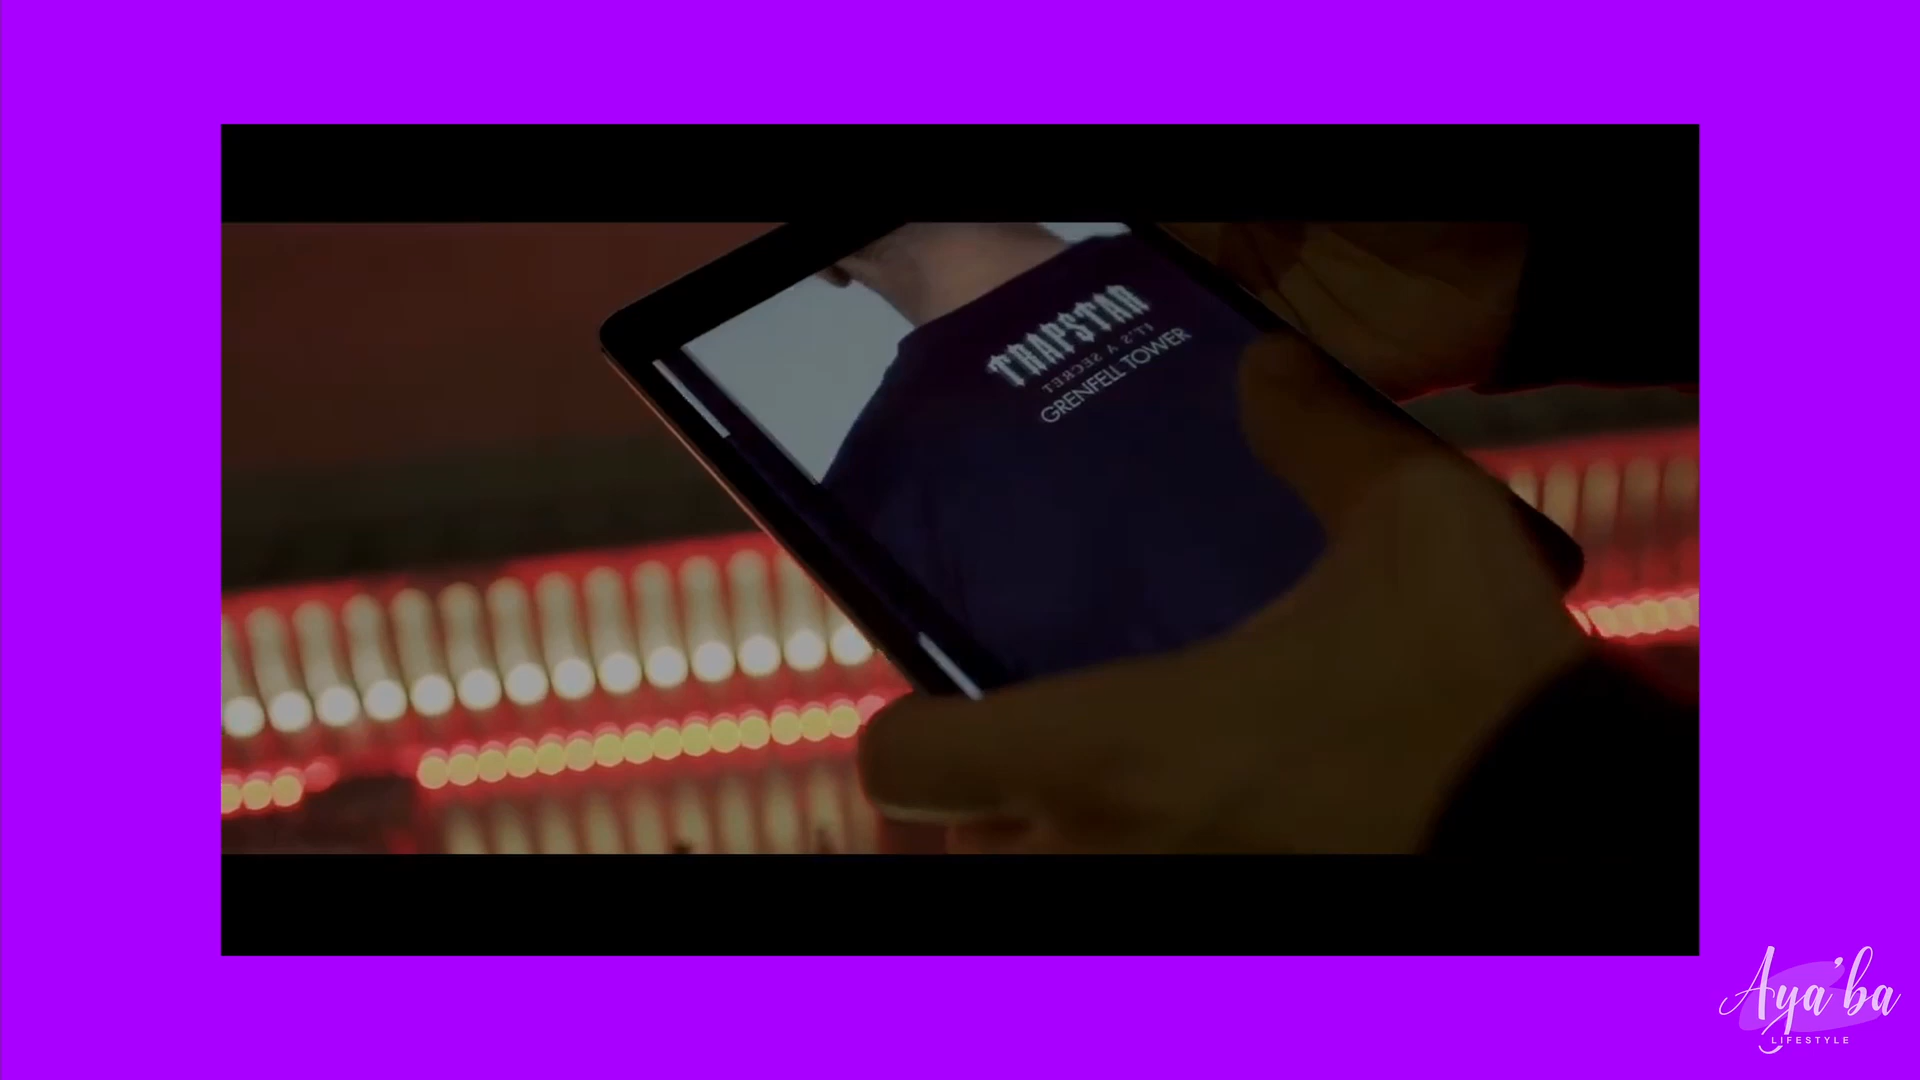 TRAPSTAR
IT'S A SECRET
GRENFELL TOWER
Aya'ba
LIFESTYLE